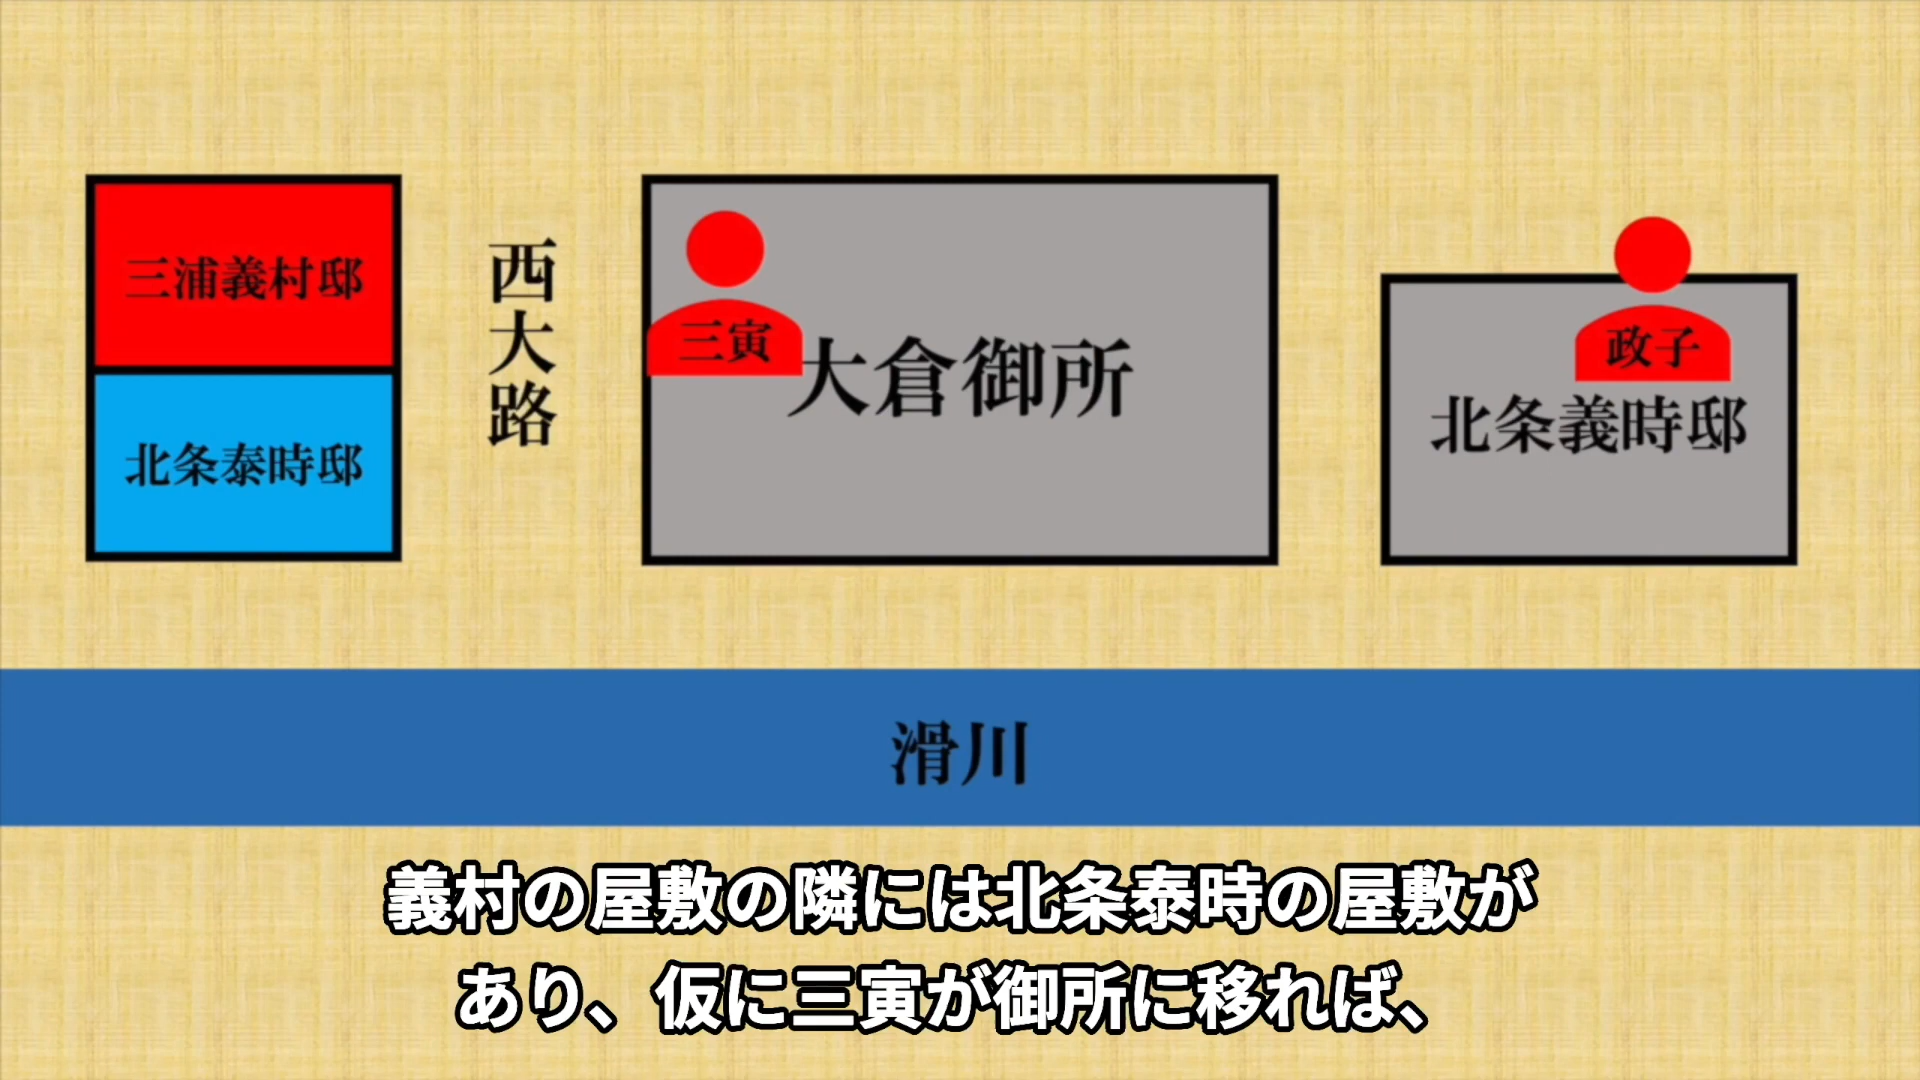 三浦義村邸
北条泰時邸
西大路
三寅
大倉御所
政子
北条義時邸
滑川
義村の屋敷の隣には北条泰時の屋敷が
あり、仮に三寅が御所に移れば、